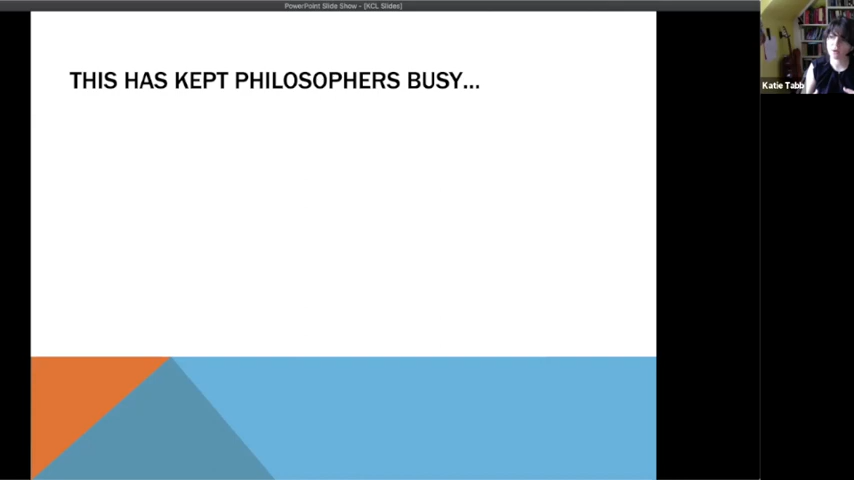 PowerPoint Slide Show - [KCL Slides]
THIS HAS KEPT PHILOSOPHERS BUSY...
Katie Tabb